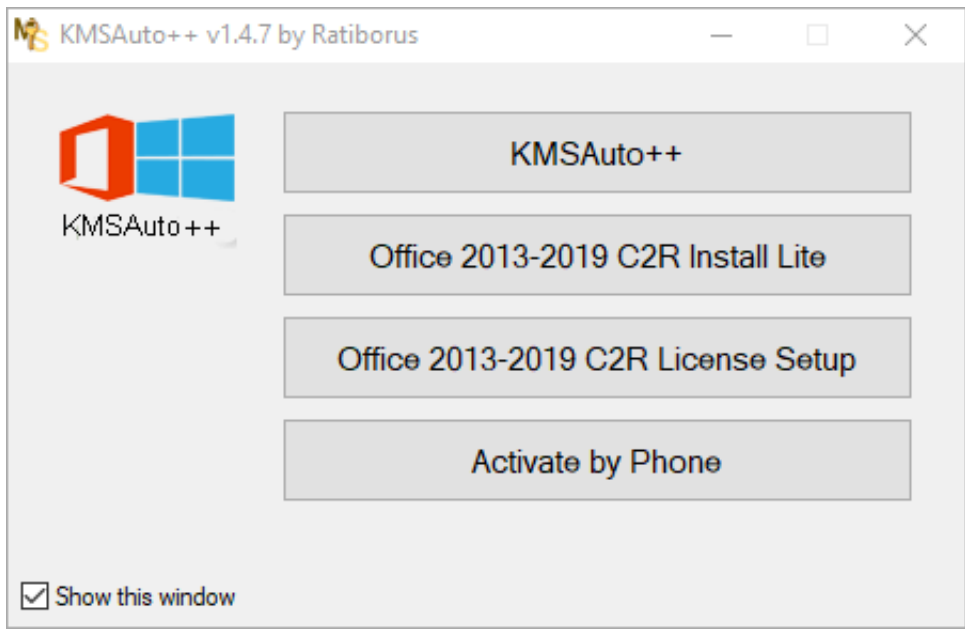 KMSAuto++ v1.4.7 by Ratiborus
KMSAuto++
KMSAuto++
Office 2013-2019 C2R Install Lite
Office 2013-2019 C2R License Setup
Activate by Phone
Show this window